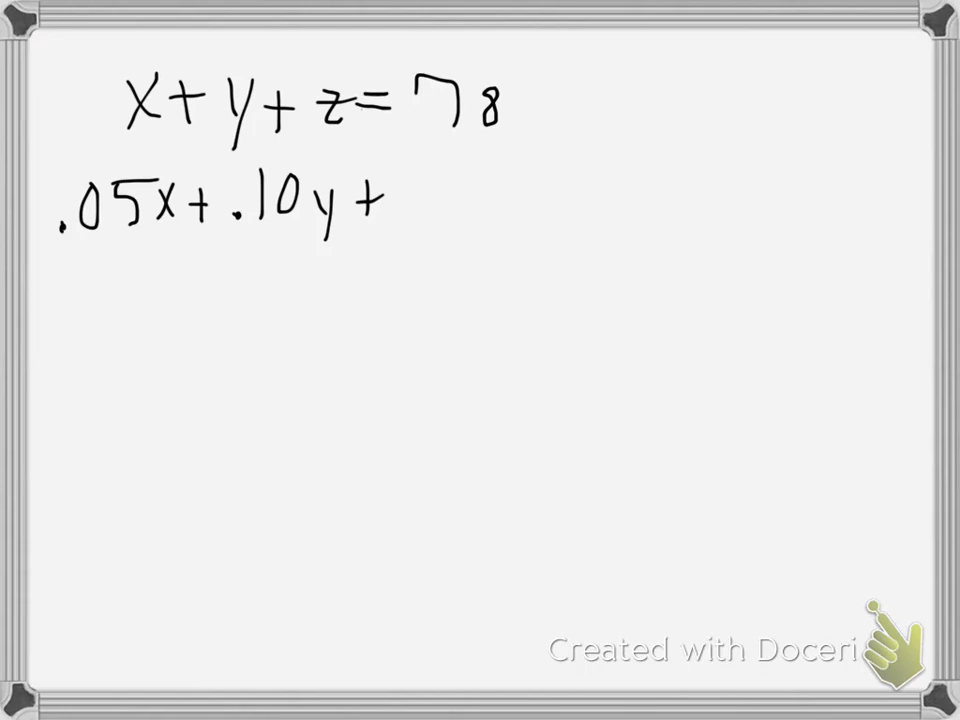 x + y + z = 78
.05x + .10y +
Created with Doceri